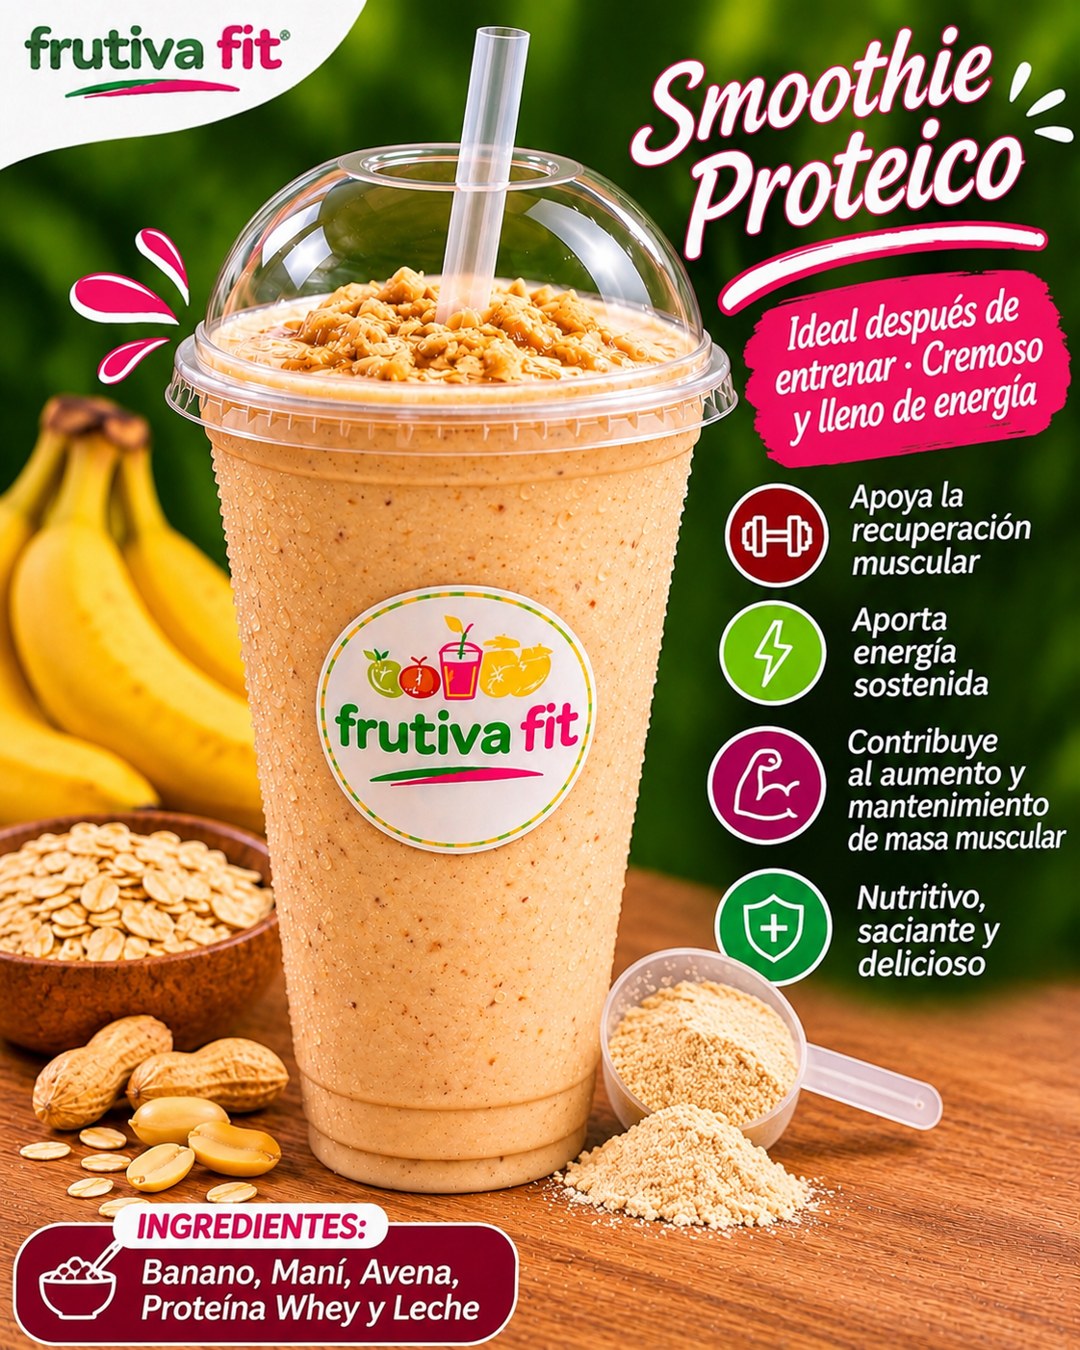 frutiva fit®
Smoothie
Proteico
Ideal después de
entrenar · Cremoso
y lleno de energía
Apoya la
recuperación
muscular
Aporta
energía
sostenida
Contribuye
al aumento y
mantenimiento
de masa muscular
Nutritivo,
saciante y
delicioso
frutiva fit
INGREDIENTES:
Banano, Maní, Avena,
Proteína Whey y Leche